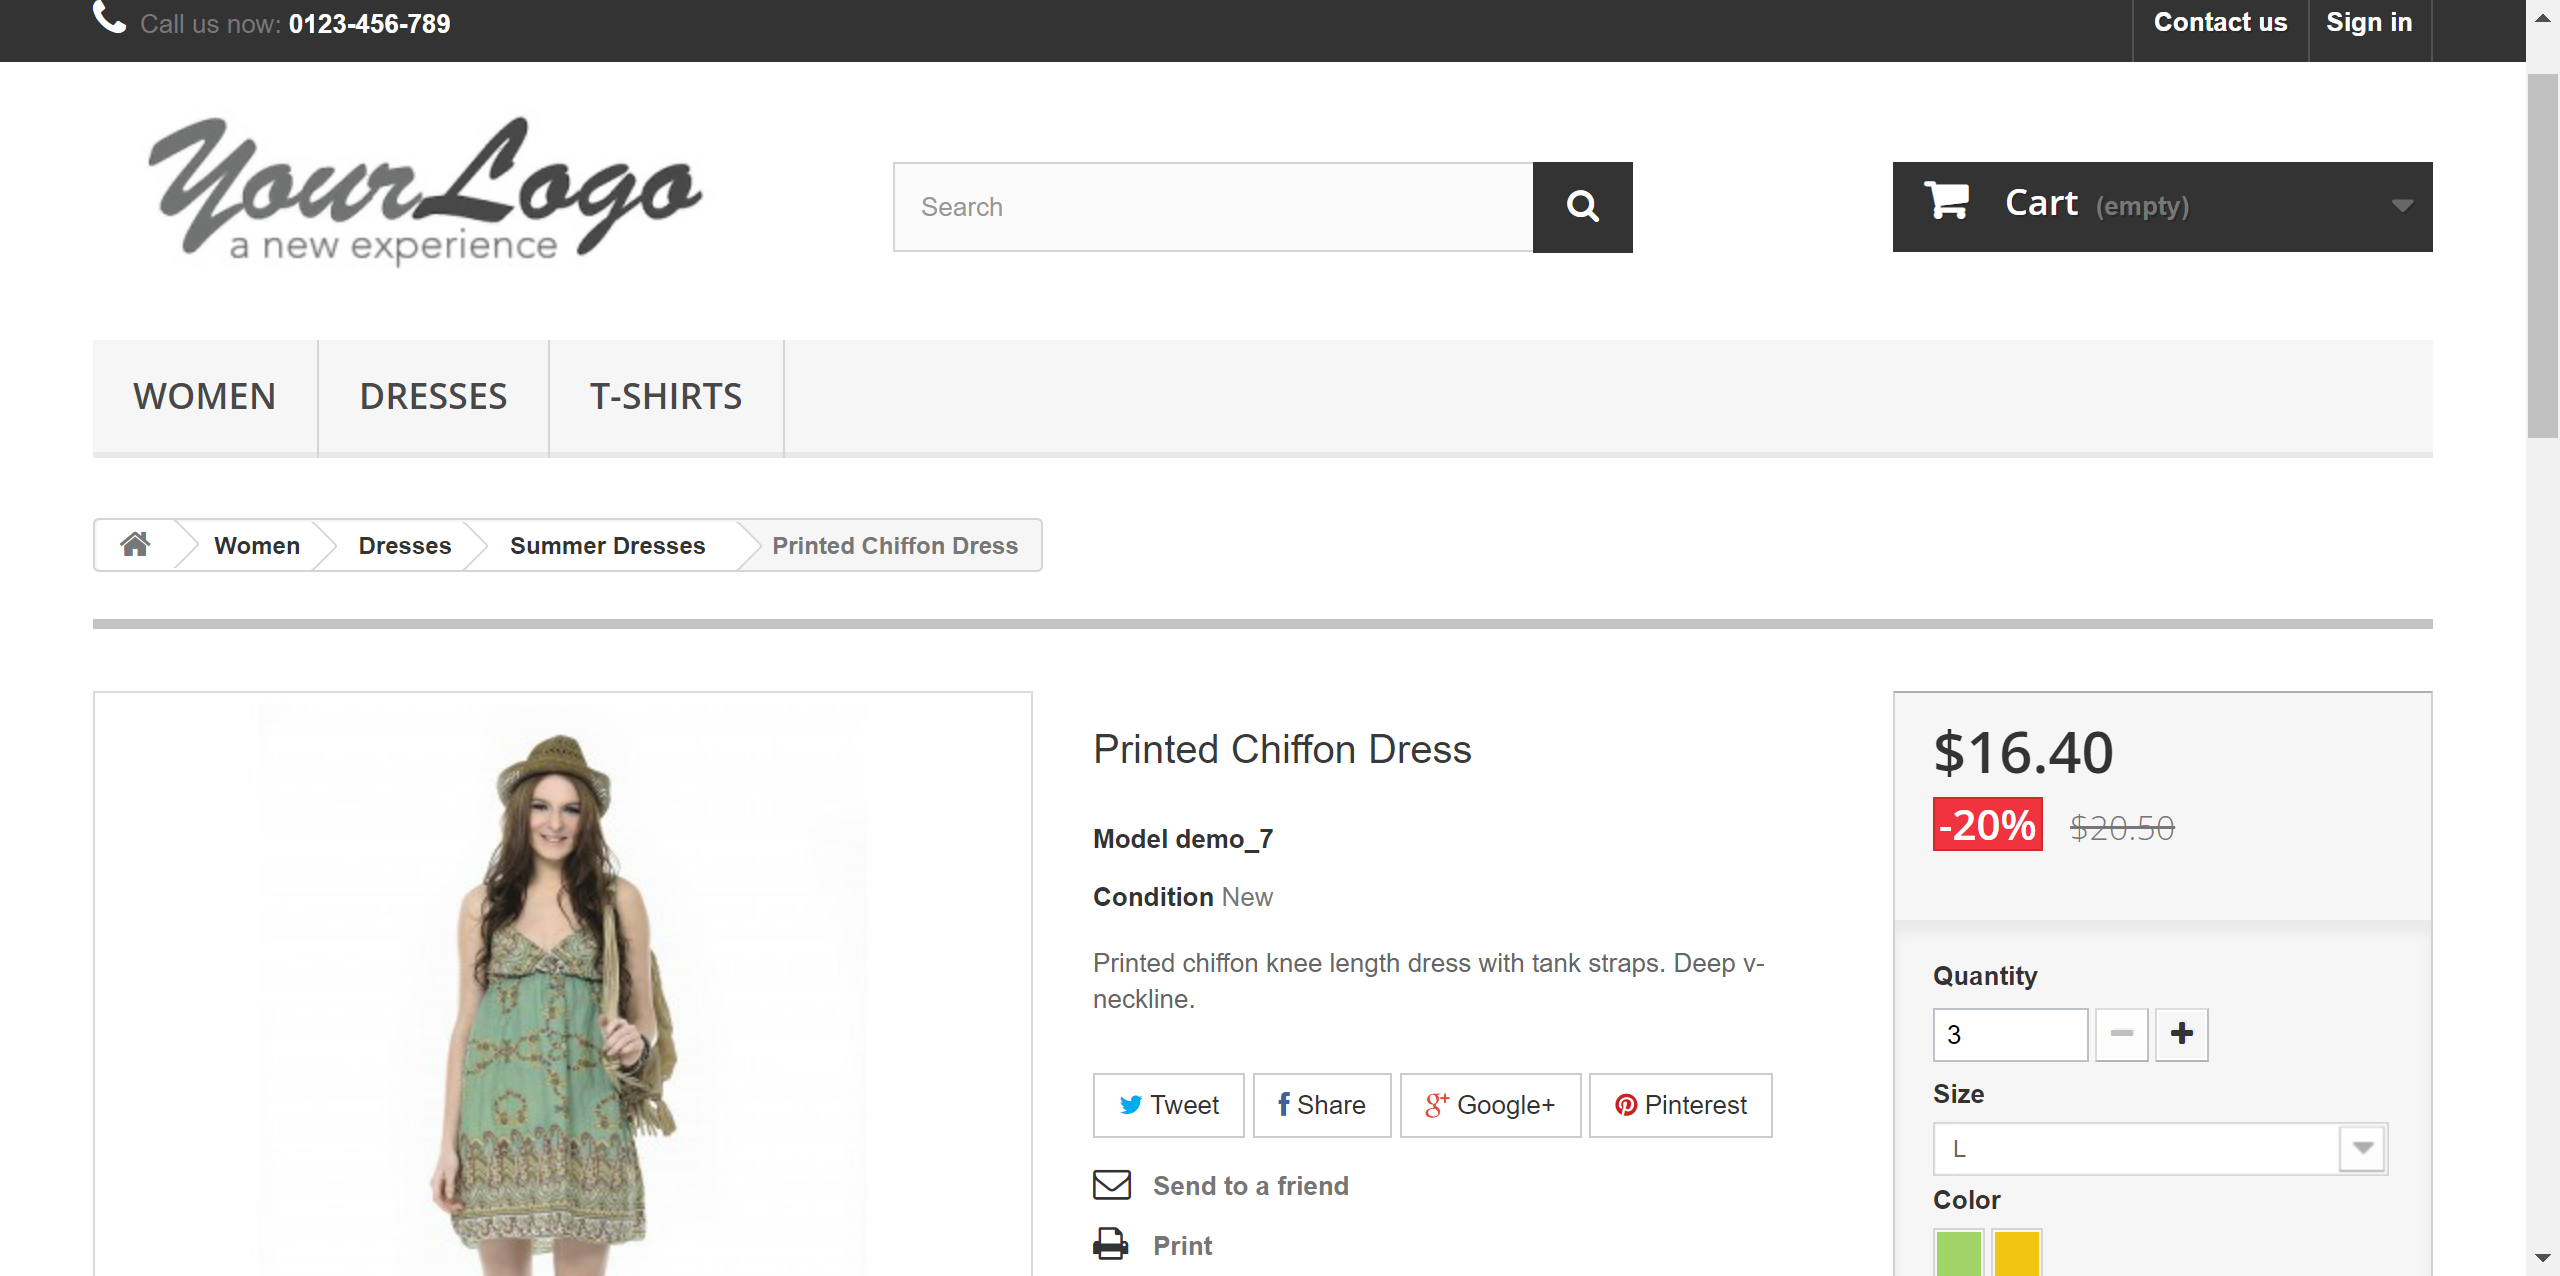 Call us now: 0123-456-789
Contact us
Sign in
YourLogo
a new experience
Search
Cart (empty)
WOMEN
DRESSES
T-SHIRTS
Women
Dresses
Summer Dresses
Printed Chiffon Dress
Printed Chiffon Dress
Model demo_7
Condition New
Printed chiffon knee length dress with tank straps. Deep v-
neckline.
Tweet
Share
Google+
Pinterest
Send to a friend
Print
$16.40
-20% $20.50
Quantity
3
Size
L
Color